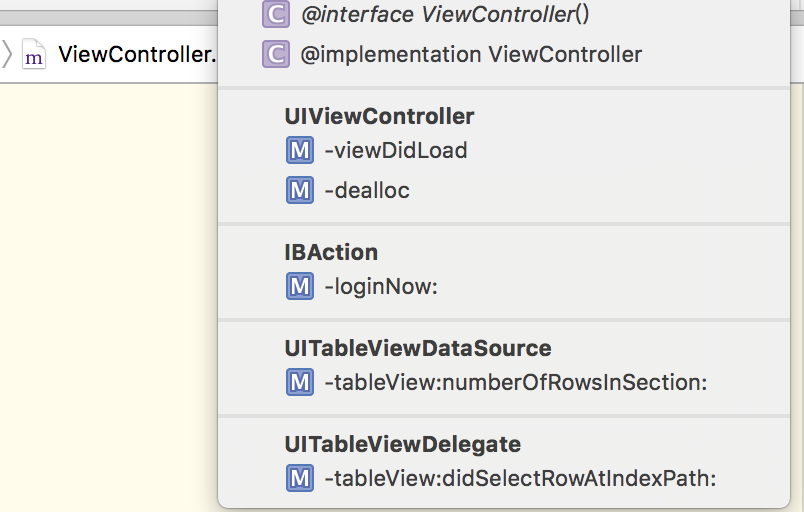 C @interface ViewController()
m ViewController.
C @implementation ViewController
UIViewController
M -viewDidLoad
M -dealloc
IBAction
M -loginNow:
UITableViewDataSource
M -tableView:numberOfRowsInSection:
UITableViewDelegate
M -tableView:didSelectRowAtIndexPath: